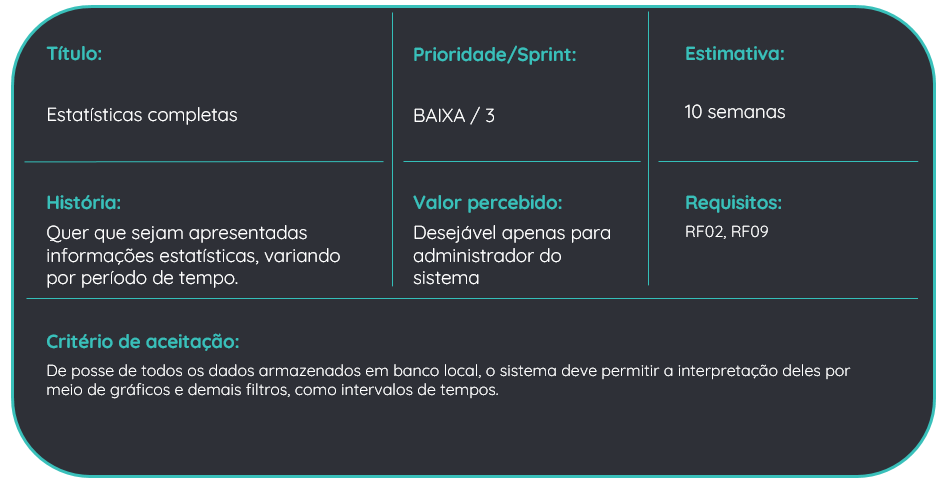 Título:
Estatísticas completas
Prioridade/Sprint:
BAIXA / 3
Estimativa:
10 semanas
História:
Quer que sejam apresentadas
informações estatísticas, variando
por período de tempo.
Valor percebido:
Desejável apenas para
administrador do
sistema
Requisitos:
RF02, RF09
Critério de aceitação:
De posse de todos os dados armazenados em banco local, o sistema deve permitir a interpretação deles por
meio de gráficos e demais filtros, como intervalos de tempos.